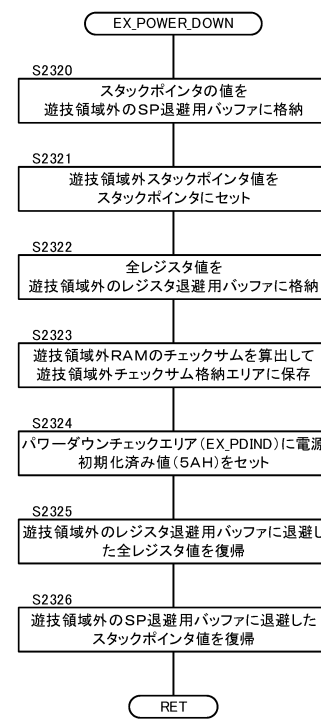 EX_POWER_DOWN
S2320
スタックポインタの値を
遊技領域外のSP退避用バッファに格納
S2321
遊技領域外スタックポインタ値を
スタックポインタにセット
S2322
全レジスタ値を
遊技領域外のレジスタ退避用バッファに格納
S2323
遊技領域外RAMのチェックサムを算出して
遊技領域外チェックサム格納エリアに保存
S2324
パワーダウンチェックエリア(EX_PDIND)に電源
初期化済み値(5AH)をセット
S2325
遊技領域外のレジスタ退避用バッファに退避し
た全レジスタ値を復帰
S2326
遊技領域外のSP退避用バッファに退避した
スタックポインタ値を復帰
RET